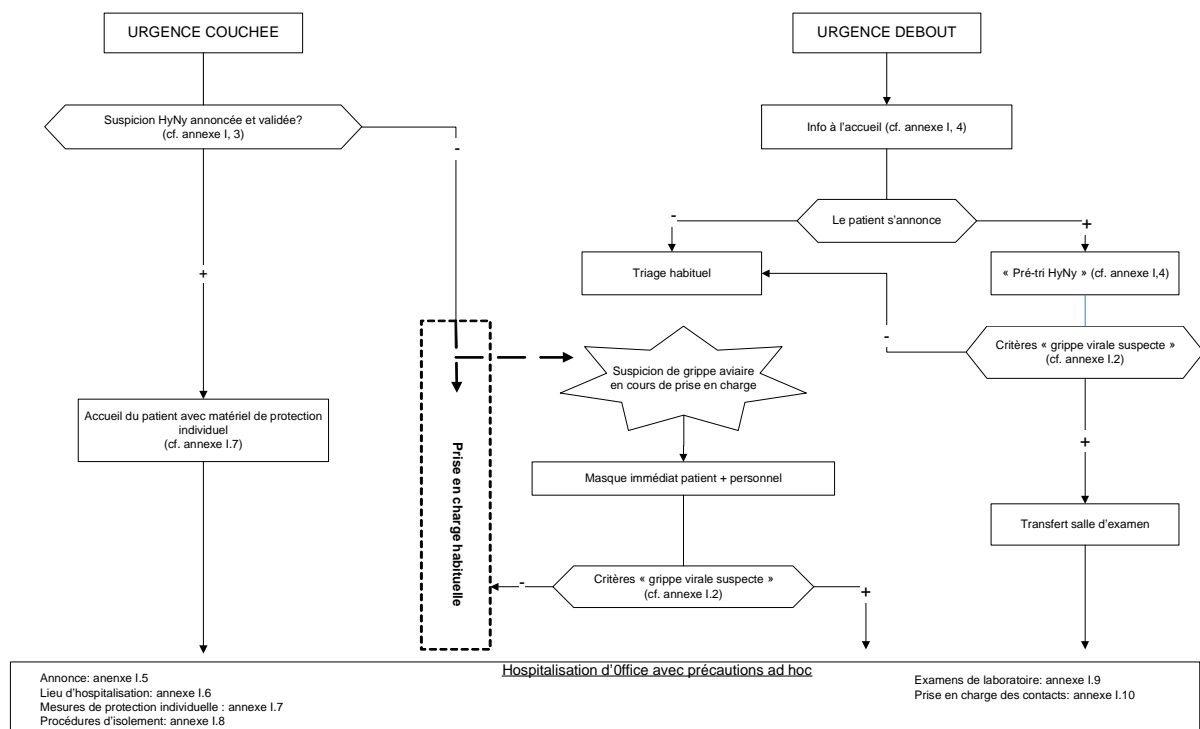 URGENCE COUCHEE
URGENCE DEBOUT
Suspicion HyNy annoncée et validée?
(cf. annexe I, 3)
-
Info à l'accueil (cf. annexe I, 4)
-
Le patient s'annonce
+
+
Triage habituel
« Pré-tri HyNy » (cf. annexe I,4)
-
Critères « grippe virale suspecte »
(cf. annexe I.2)
Suspicion de grippe aviaire
en cours de prise en charge
Accueil du patient avec matériel de protection
individuel
(cf. annexe I.7)
Prise en charge habituelle
+
Masque immédiat patient + personnel
Transfert salle d'examen
-
Critères « grippe virale suspecte »
(cf. annexe I.2)
+
Hospitalisation d'0ffice avec précautions ad hoc
Annonce: anenxe I.5
Lieu d'hospitalisation: annexe I.6
Mesures de protection individuelle : annexe I.7
Procédures d'isolement: annexe I.8
Examens de laboratoire: annexe I.9
Prise en charge des contacts: annexe I.10